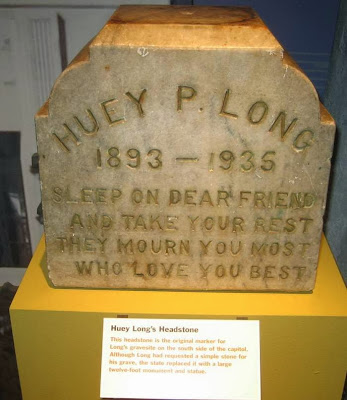 HUEY P. LONG
1893 — 1935
SLEEP ON DEAR FRIEND
AND TAKE YOUR REST
THEY MOURN YOU MOST
WHO LOVE YOU BEST
Huey Long's Headstone
This headstone is the original marker for
Long's gravesite on the south side of the capitol.
Although Long had requested a simple stone for
his grave, the state replaced it with a large
twelve-foot monument and statue.